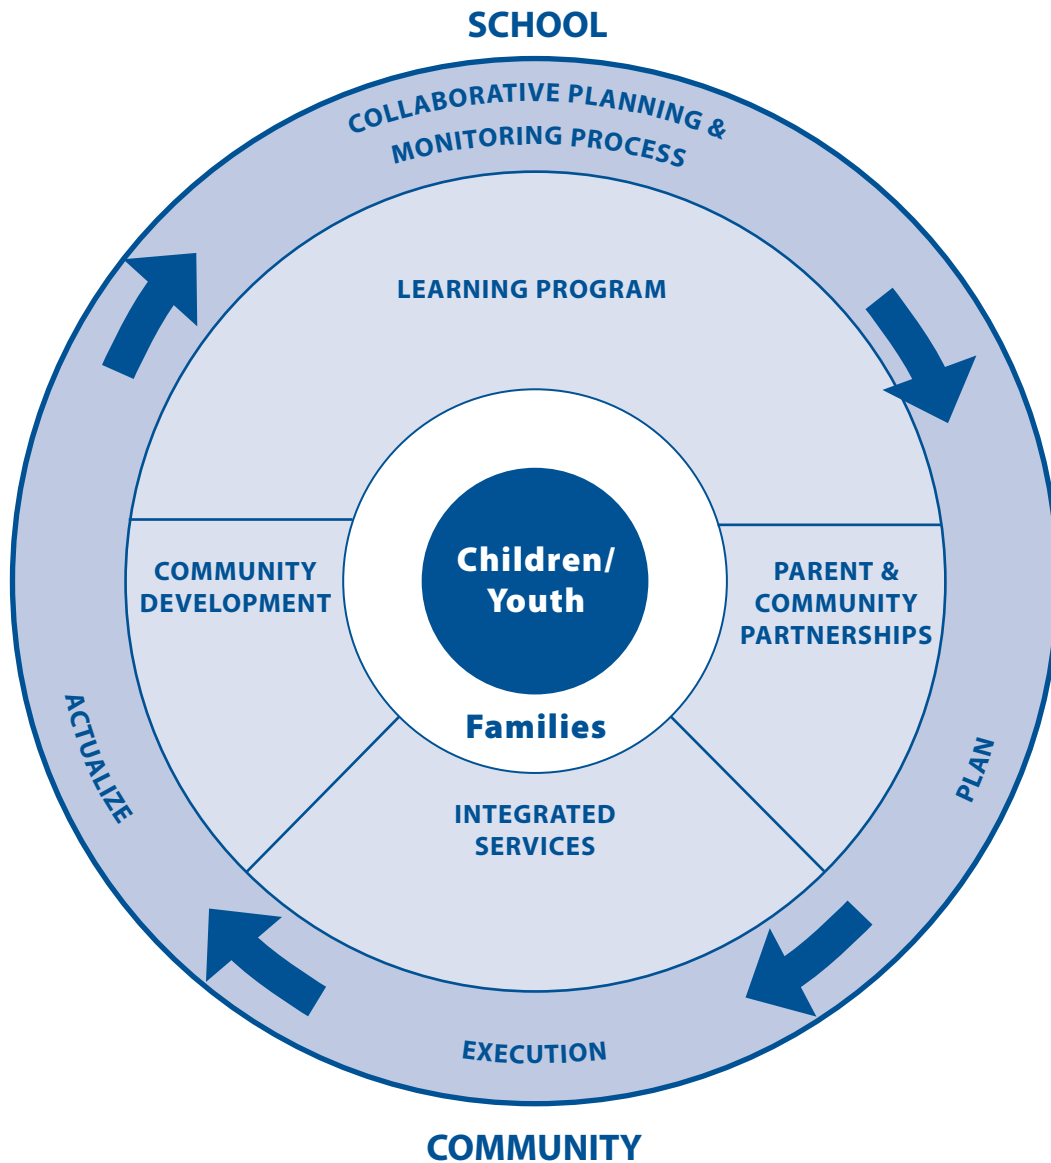 SCHOOL
COLLABORATIVE PLANNING &
MONITORING PROCESS
LEARNING PROGRAM
COMMUNITY
DEVELOPMENT
Children/
Youth
PARENT &
COMMUNITY
PARTNERSHIPS
Families
ACTUALIZE
PLAN
INTEGRATED
SERVICES
EXECUTION
COMMUNITY